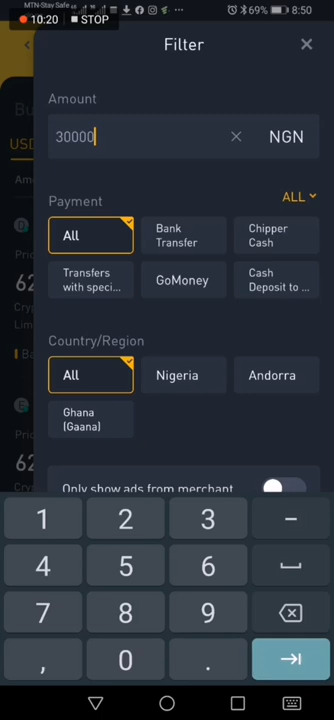 MTN-Stay Safe
10:20 STOP
69% 8:50
Filter
Amount
30000 NGN
Payment ALL
All
Bank
Transfer
Chipper
Cash
Transfers
with speci...
GoMoney
Cash
Deposit to ...
Country/Region
All
Nigeria
Andorra
Ghana
(Gaana)
Only show ads from merchant
1 2 3 -
4 5 6
7 8 9
, 0 .